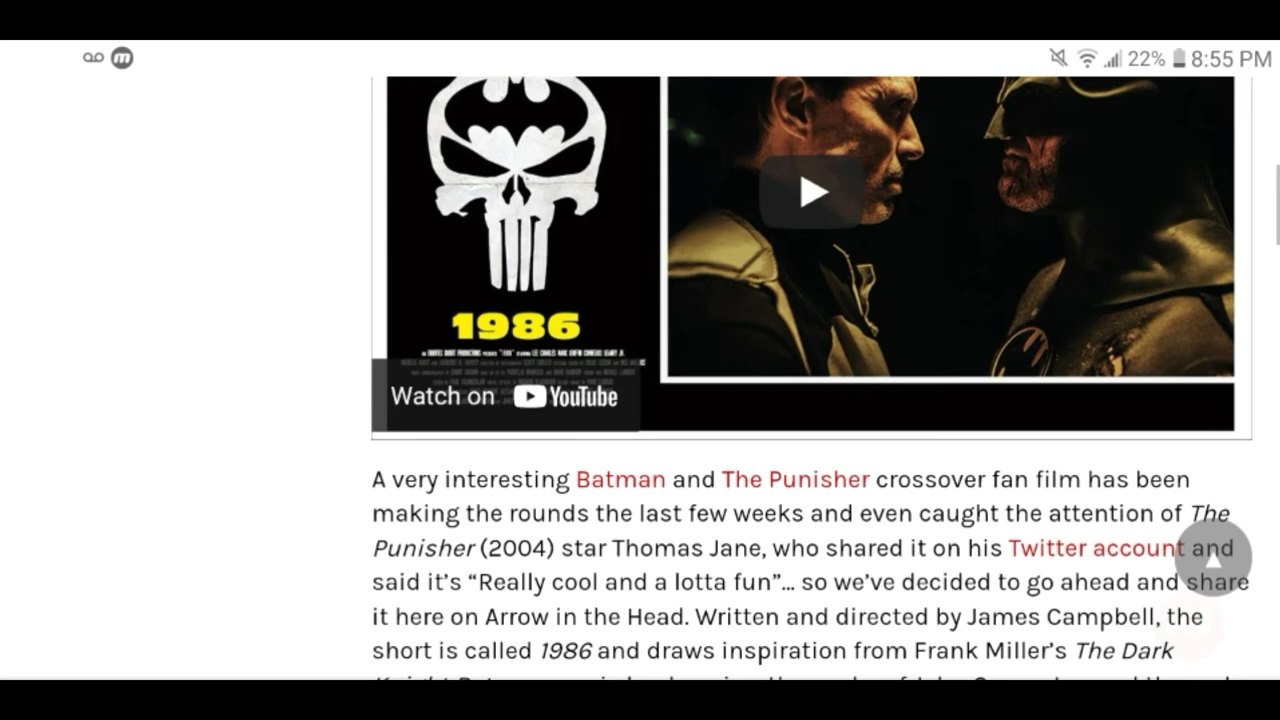 22% 8:55 PM
1986
Watch on YouTube
A very interesting Batman and The Punisher crossover fan film has been
making the rounds the last few weeks and even caught the attention of The
Punisher (2004) star Thomas Jane, who shared it on his Twitter account and
said it's “Really cool and a lotta fun”... so we've decided to go ahead and share
it here on Arrow in the Head. Written and directed by James Campbell, the
short is called 1986 and draws inspiration from Frank Miller's The Dark